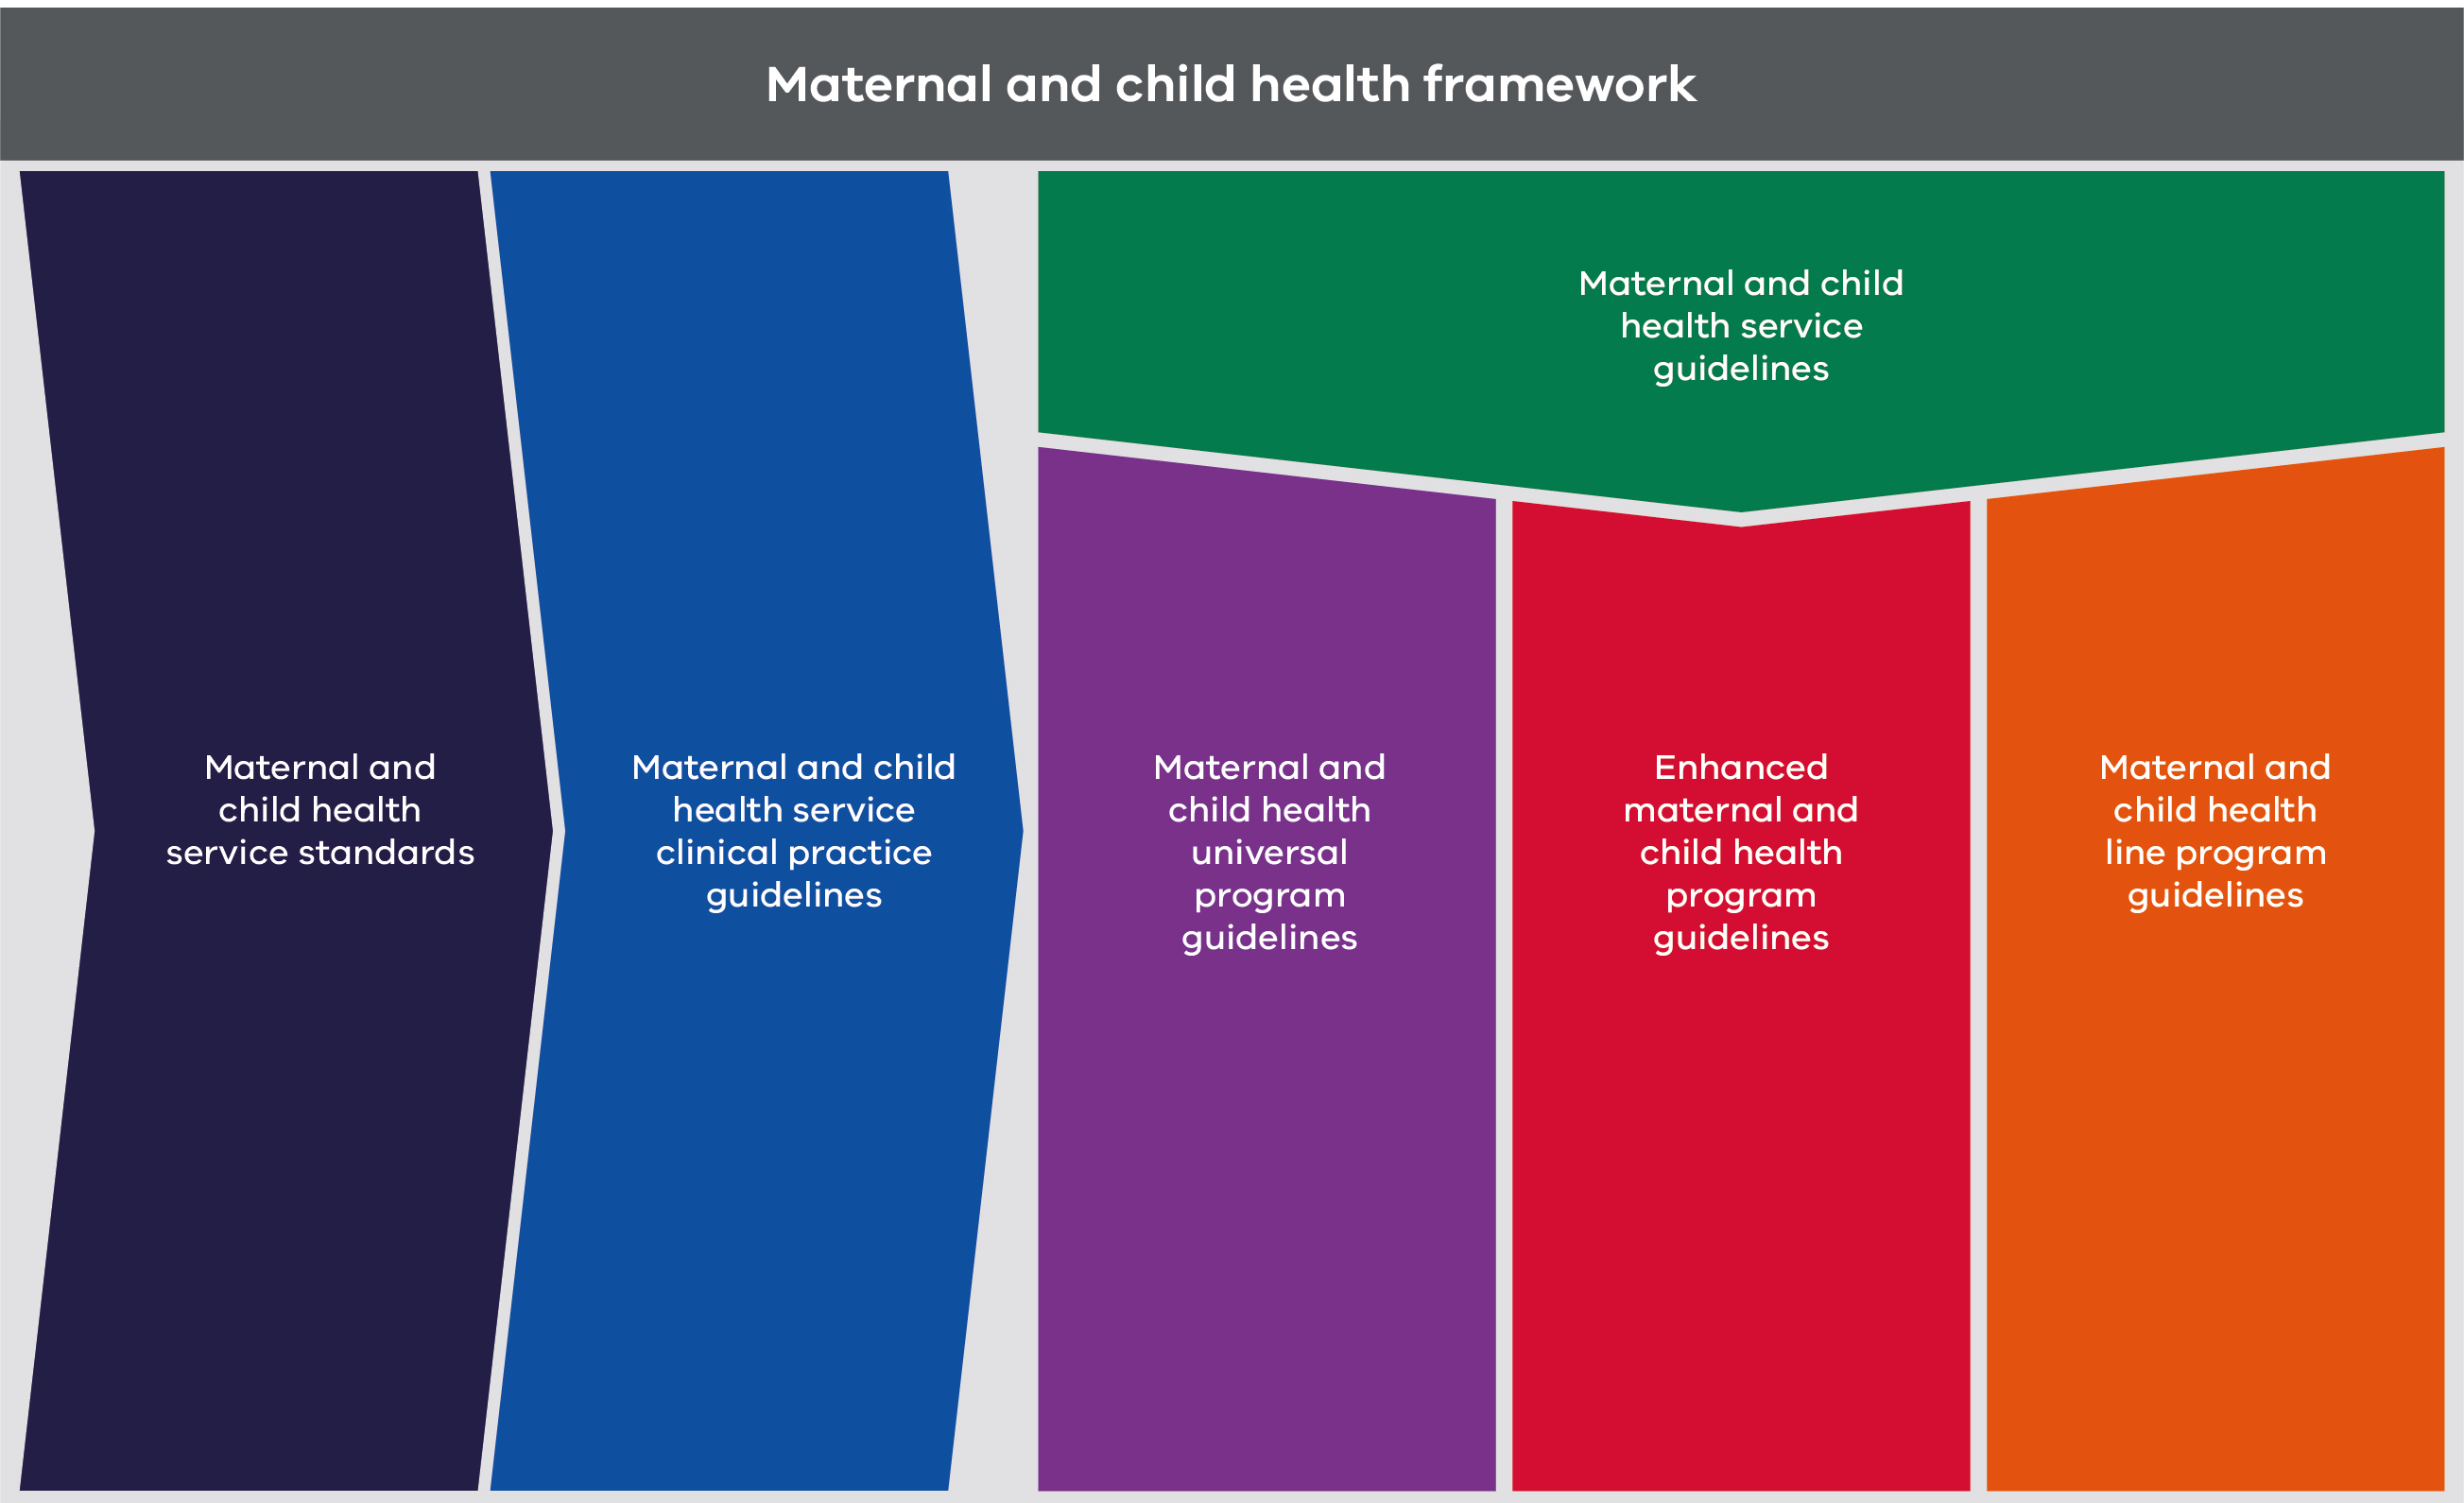 Maternal and child health framework
Maternal and
child health
service standards
Maternal and child
health service
clinical practice
guidelines
Maternal and child
health service
guidelines
Maternal and
child health
universal
program
guidelines
Enhanced
maternal and
child health
program
guidelines
Maternal and
child health
line program
guidelines